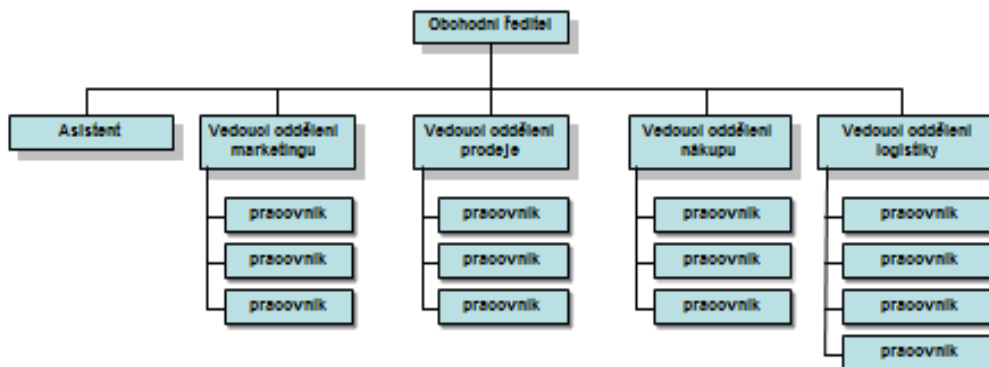 Obchodní ředitel
Asistent
Vedoucí oddělení
marketingu
Vedoucí oddělení
prodeje
Vedoucí oddělení
nákupu
Vedoucí oddělení
logistiky
pracovník
pracovník
pracovník
pracovník
pracovník
pracovník
pracovník
pracovník
pracovník
pracovník
pracovník
pracovník
pracovník